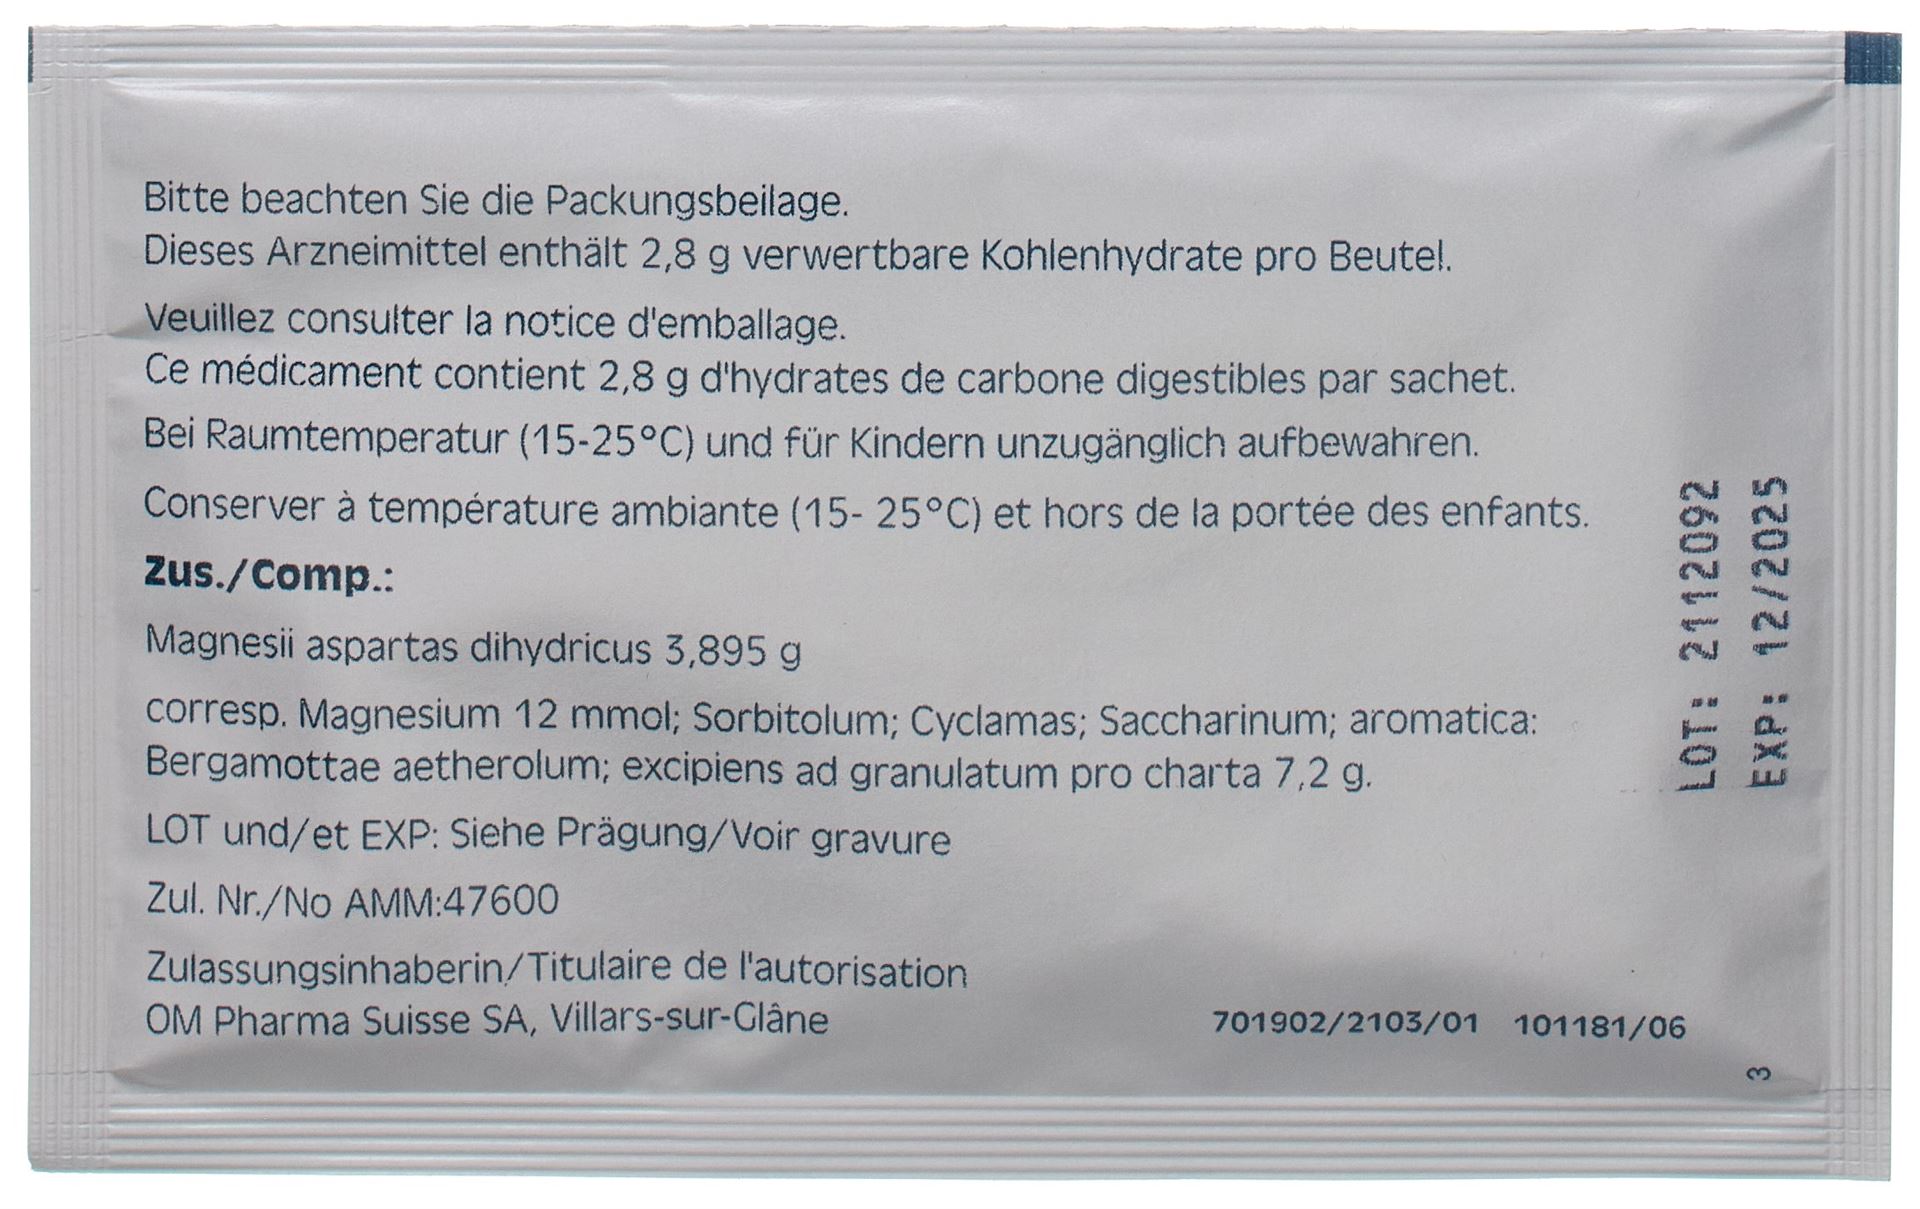 Bitte beachten Sie die Packungsbeilage.
Dieses Arzneimittel enthält 2,8 g verwertbare Kohlenhydrate pro Beutel.
Veuillez consulter la notice d'emballage.
Ce médicament contient 2,8 g d'hydrates de carbone digestibles par sachet.
Bei Raumtemperatur (15-25°C) und für Kindern unzugänglich aufbewahren.
Conserver à température ambiante (15- 25°C) et hors de la portée des enfants.
Zus./Comp.:
Magnesii aspartas dihydricus 3,895 g
corresp. Magnesium 12 mmol; Sorbitolum; Cyclamas; Saccharinum; aromatica:
Bergamottae aetherolum; excipiens ad granulatum pro charta 7,2 g.
LOT und/et EXP: Siehe Prägung/Voir gravure
Zul. Nr./No AMM:47600
Zulassungsinhaberin/Titulaire de l'autorisation
OM Pharma Suisse SA, Villars-sur-Glâne
701902/2103/01 101181/06
3
LOT: 2112092
EXP: 12/2025